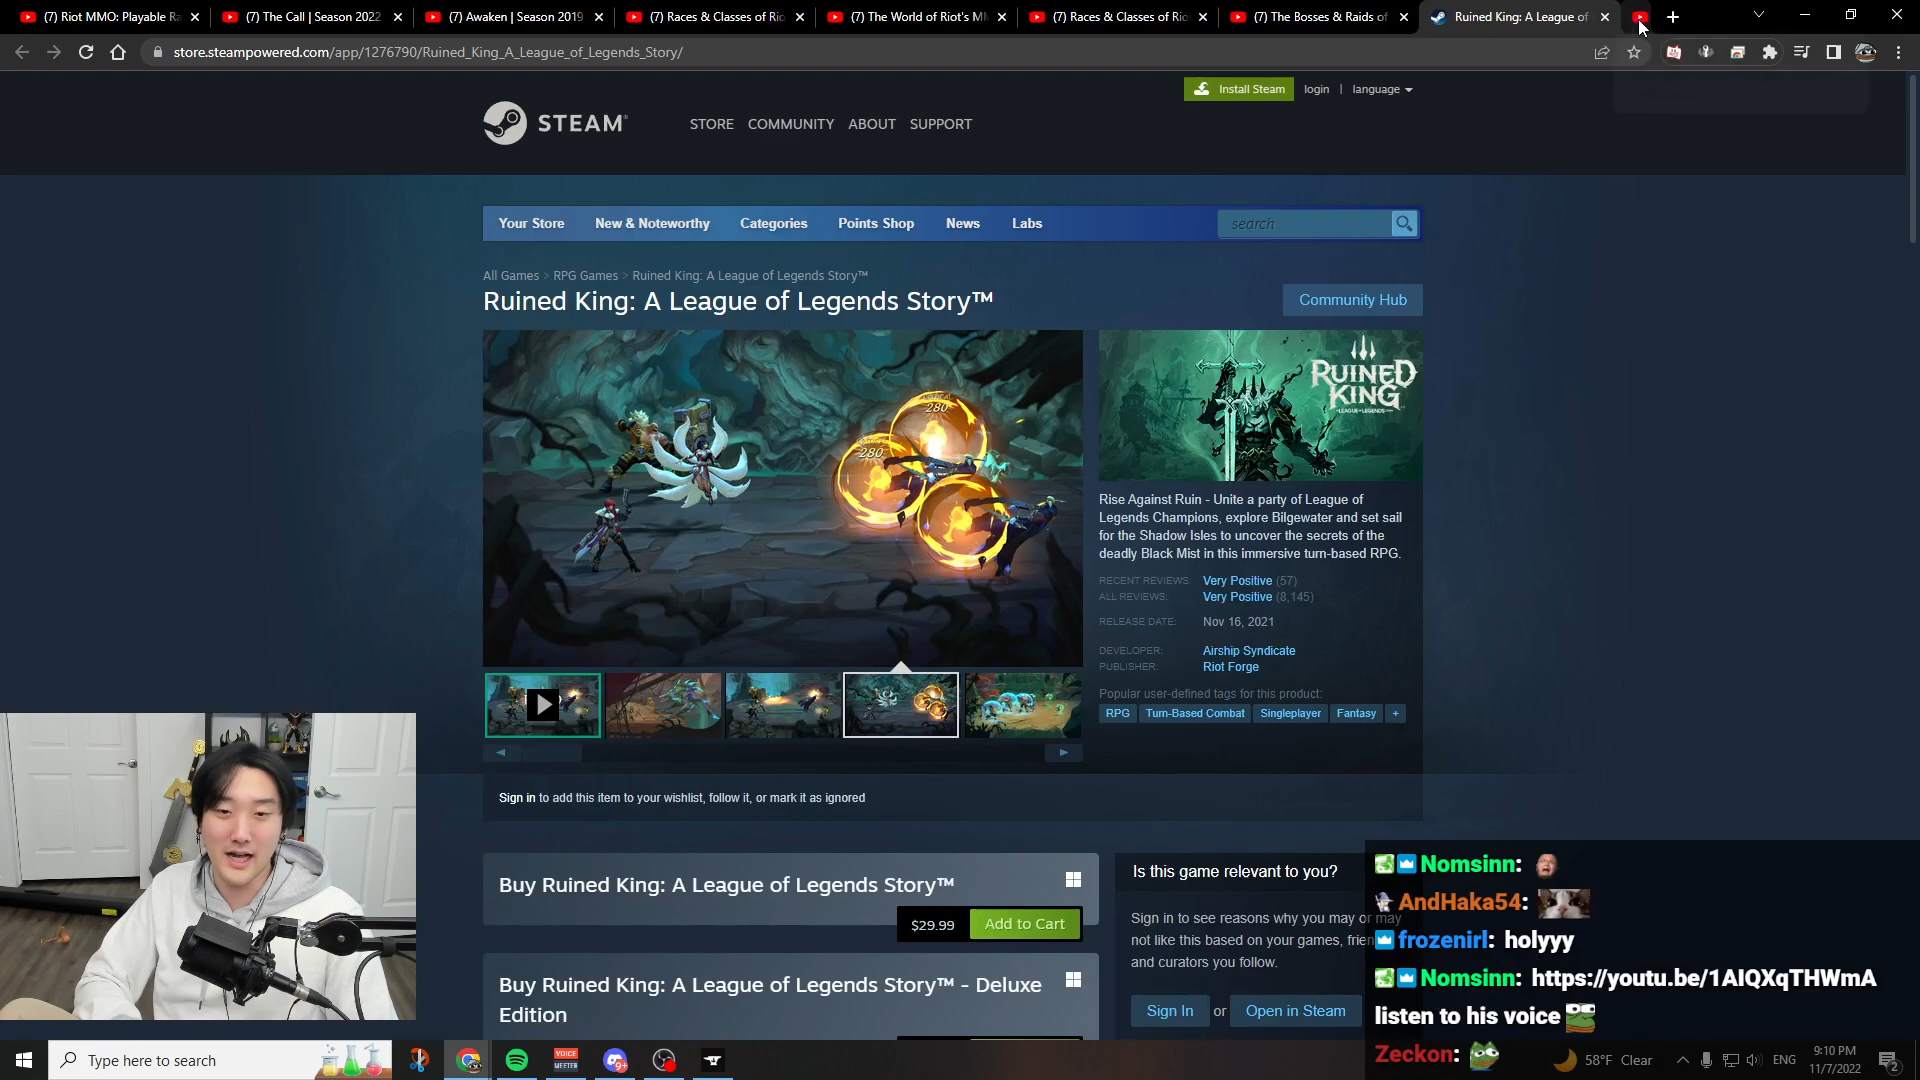 (7) Riot MMO: Playable Ra
(7) The Call | Season 2022
(7) Awaken | Season 2019
(7) Races & Classes of Rio
(7) The World of Riot's MM
(7) Races & Classes of Rio
(7) The Bosses & Raids of
Ruined King: A League of
store.steampowered.com/app/1276790/Ruined_King_A_League_of_Legends_Story/
Install Steam login | language
STEAM
STORE COMMUNITY ABOUT SUPPORT
Your Store New & Noteworthy Categories Points Shop News Labs search
All Games > RPG Games > Ruined King: A League of Legends Story™
Ruined King: A League of Legends Story™
Community Hub
280
280
RUINED
KING
Rise Against Ruin - Unite a party of League of
Legends Champions, explore Bilgewater and set sail
for the Shadow Isles to uncover the secrets of the
deadly Black Mist in this immersive turn-based RPG.
RECENT REVIEWS: Very Positive (57)
ALL REVIEWS: Very Positive (8,145)
RELEASE DATE: Nov 16, 2021
DEVELOPER: Airship Syndicate
PUBLISHER: Riot Forge
Popular user-defined tags for this product:
RPG Turn-Based Combat Singleplayer Fantasy +
Sign in to add this item to your wishlist, follow it, or mark it as ignored
Buy Ruined King: A League of Legends Story™
$29.99 Add to Cart
Buy Ruined King: A League of Legends Story™ - Deluxe
Edition
Is this game relevant to you?
Sign in to see reasons why you may or may
not like this based on your games, frien
and curators you follow.
Sign In or Open in Steam
Nomsinn:
AndHaka54:
frozenirl: holyyy
Nomsinn: https://youtu.be/1AIQXqTHWmA
listen to his voice
Zeckon:
Type here to search
VOICE
MEETER
9+
58°F Clear
ENG
9:10 PM
11/7/2022
2